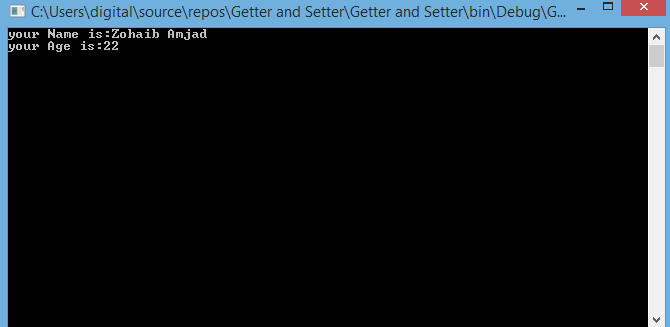 C:\Users\digital\source\repos\Getter and Setter\Getter and Setter\bin\Debug\G...
your Name is:Zohaib Amjad
your Age is:22